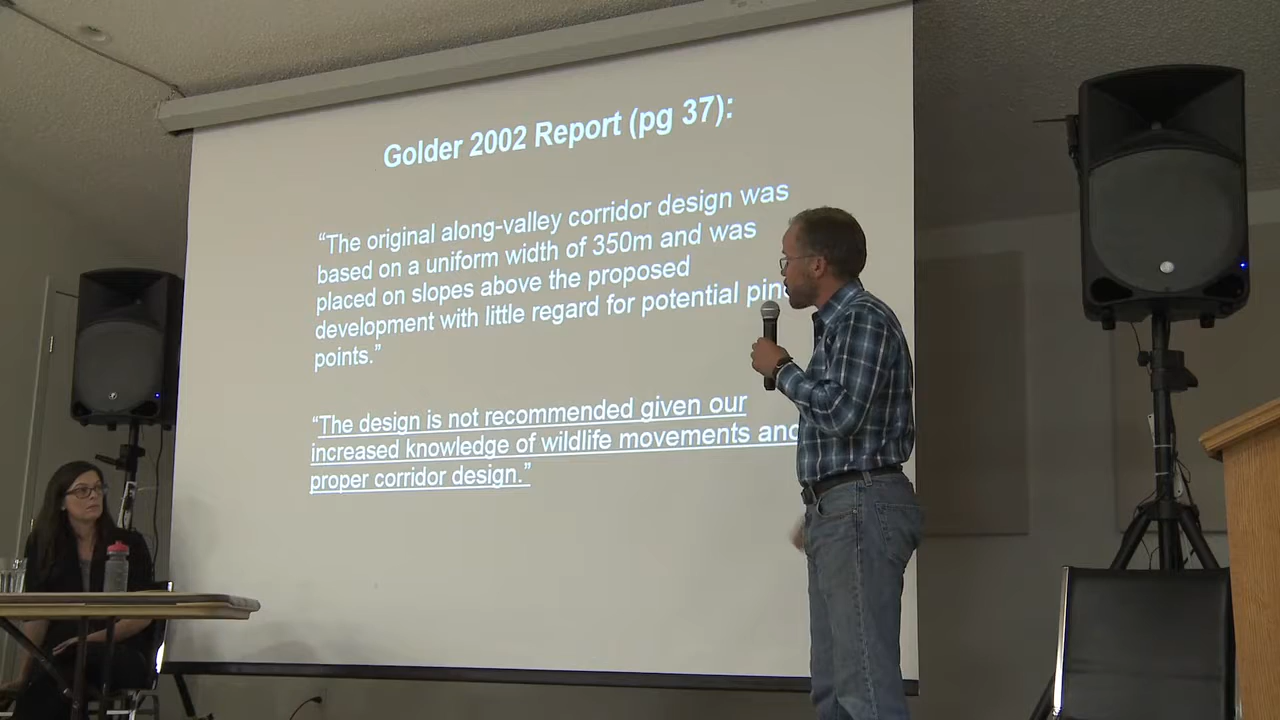 Golder 2002 Report (pg 37):
“The original along-valley corridor design was
based on a uniform width of 350m and was
placed on slopes above the proposed
development with little regard for potential
points.”
“The design is not recommended given our
increased knowledge of wildlife movements and
proper corridor design.”